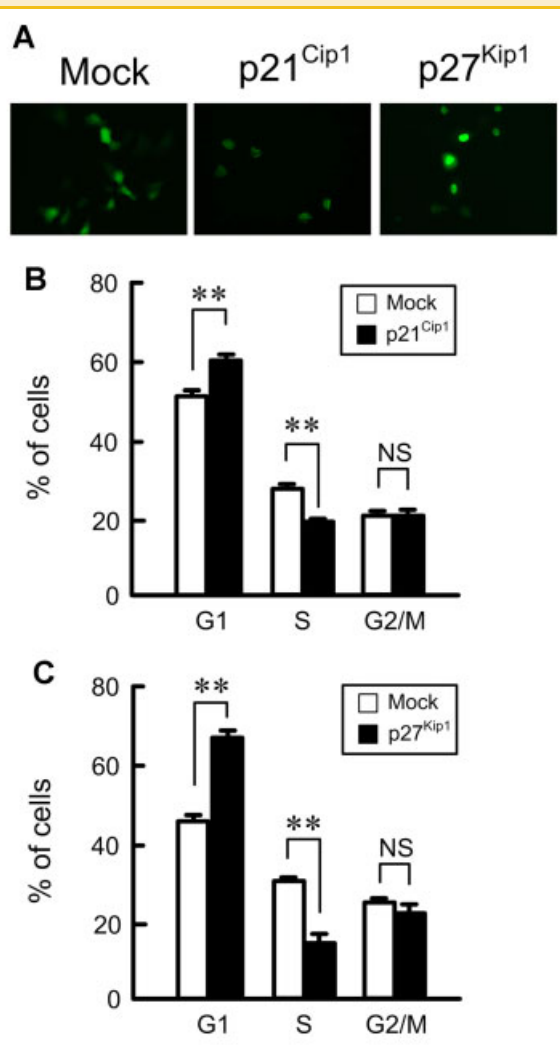 A
Mock p21Cip1 p27Kip1
B
80
60
40
20
0
% of cells
**
**
NS
Mock
p21Cip1
G1 S G2/M
C
80
60
40
20
0
% of cells
**
**
NS
Mock
p27Kip1
G1 S G2/M